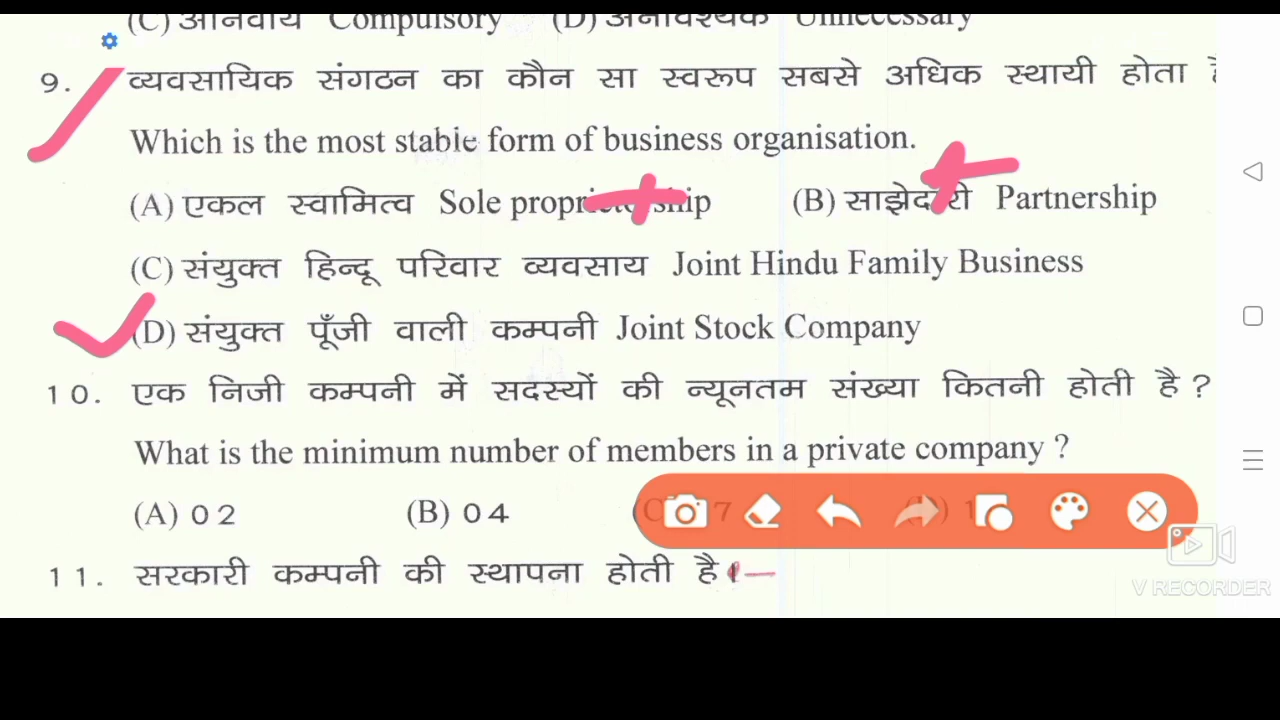 (C) अनिवार्य Compulsory (D) अनावश्यक Unnecessary
9. व्यवसायिक संगठन का कौन सा स्वरूप सबसे अधिक स्थायी होता
Which is the most stable form of business organisation.
(A) एकल स्वामित्व Sole proprietorship (B) साझेदारी Partnership
(C) संयुक्त हिन्दू परिवार व्यवसाय Joint Hindu Family Business
(D) संयुक्त पूँजी वाली कम्पनी Joint Stock Company
10. एक निजी कम्पनी में सदस्यों की न्यूनतम संख्या कितनी होती है ?
What is the minimum number of members in a private company ?
(A) 02 (B) 04
11. सरकारी कम्पनी की स्थापना होती है
V RECORDER